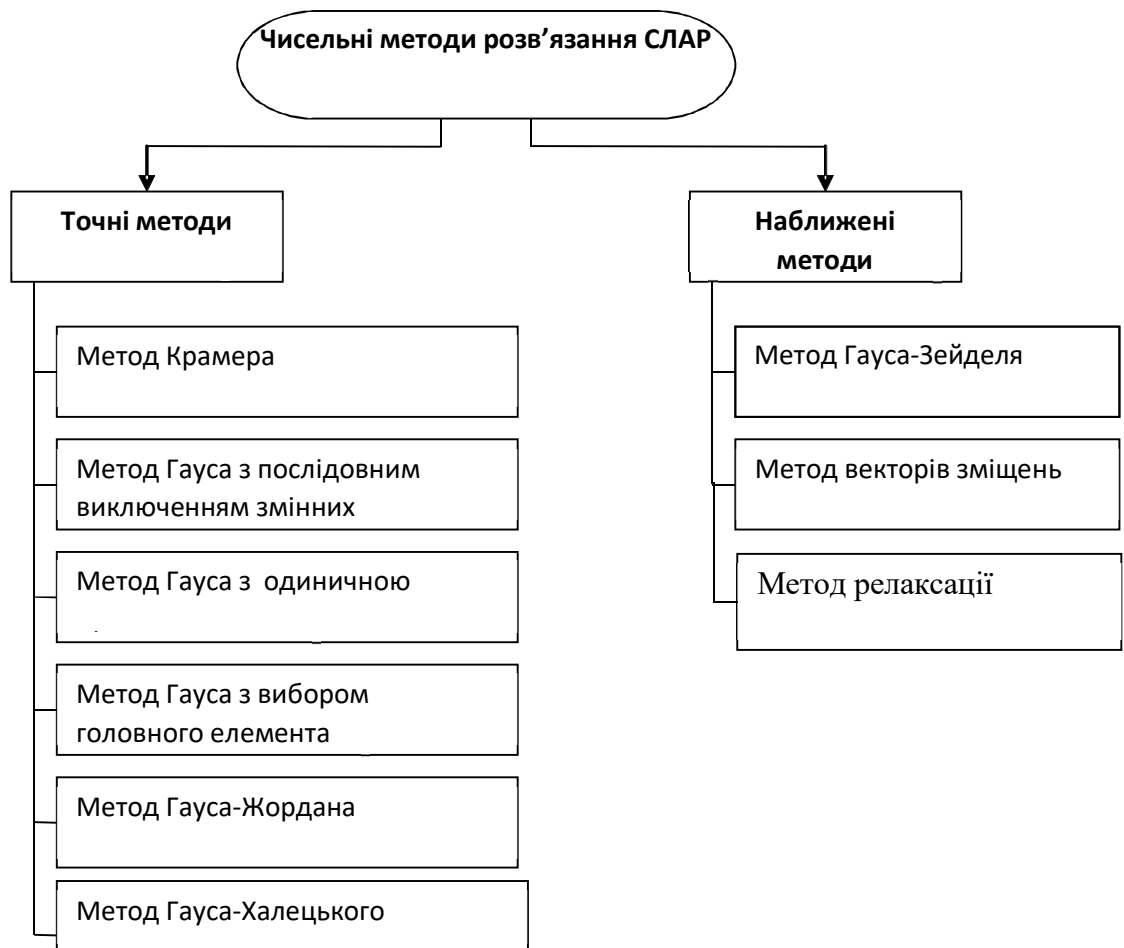 Чисельні методи розв’язання СЛАР
Точні методи
Метод Крамера
Метод Гауса з послідовним
виключенням змінних
Метод Гауса з одиничною
Метод Гауса з вибором
головного елемента
Метод Гауса-Жордана
Метод Гауса-Халецького
Наближені
методи
Метод Гауса-Зейделя
Метод векторів зміщень
Метод релаксації